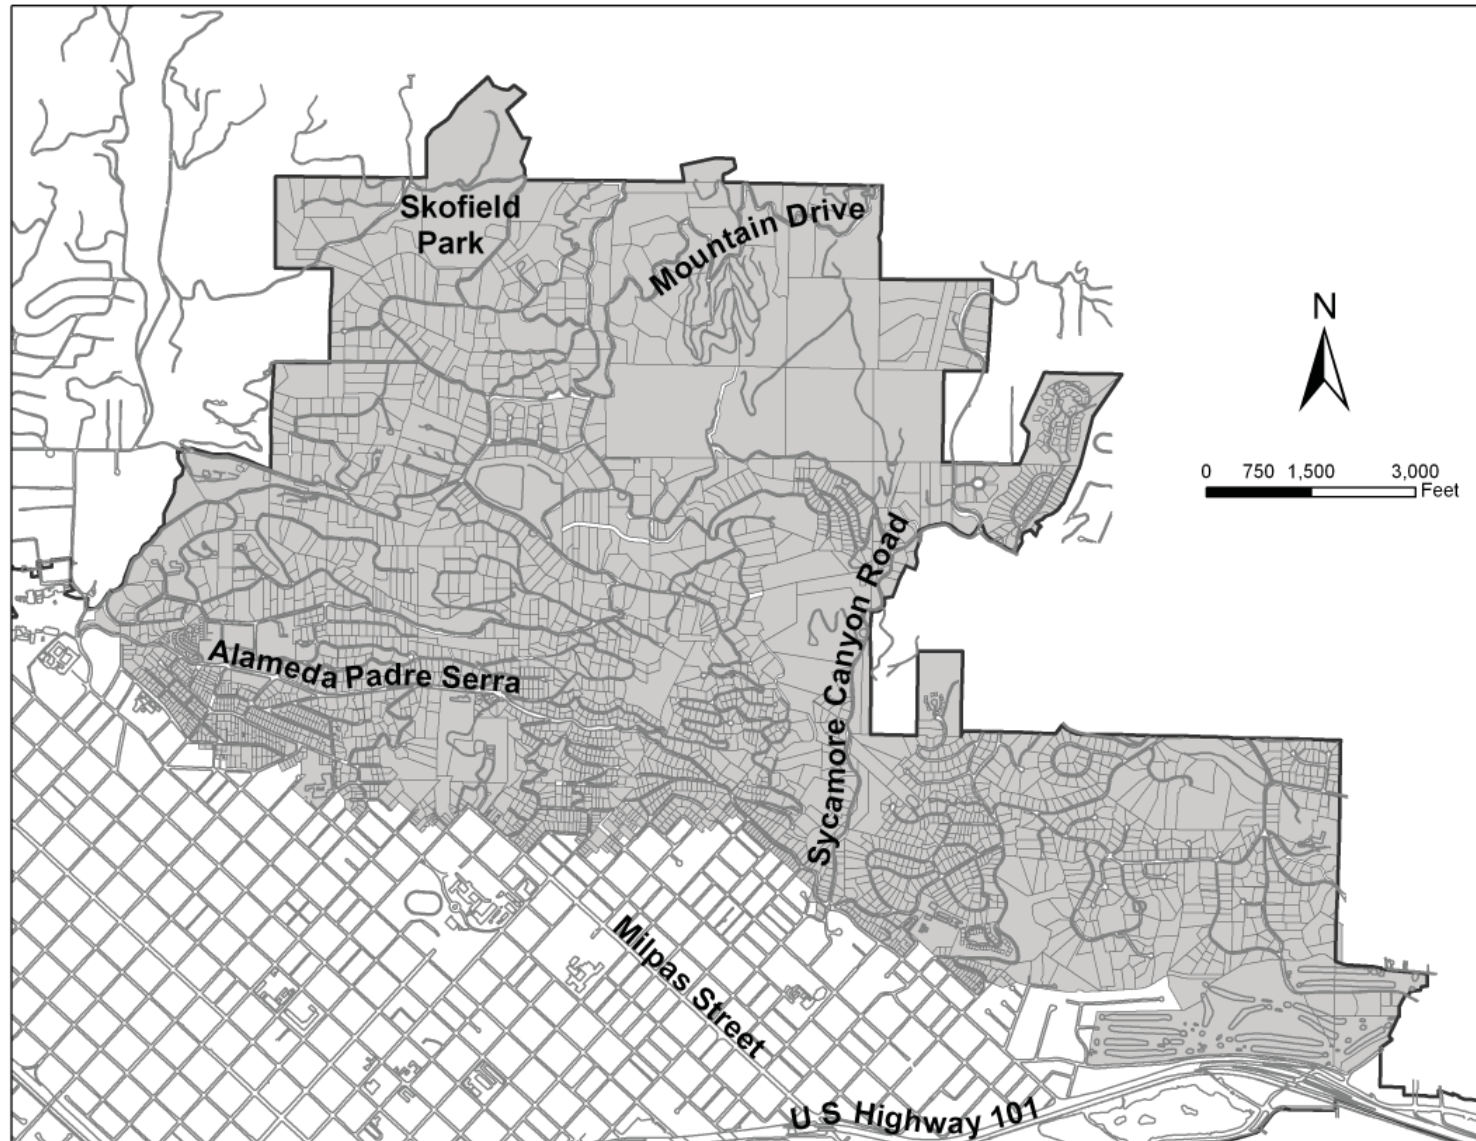 Skofield
Park
Mountain Drive
N
0 750 1,500 3,000
Feet
Sycamore Canyon Road
Alameda Padre Serra
Milpas Street
U S Highway 101